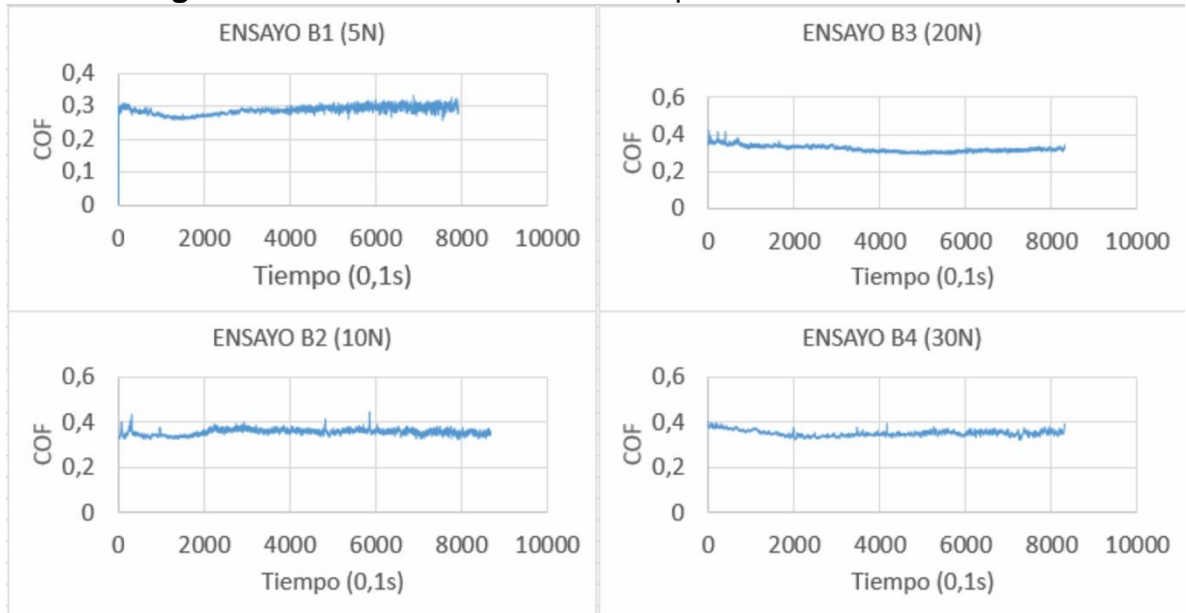 ENSAYO B1 (5N)
0,4
0,3
0,2
0,1
0
COF
0 2000 4000 6000 8000 10000
Tiempo (0,1s)
ENSAYO B3 (20N)
0,6
0,4
0,2
0
COF
0 2000 4000 6000 8000 10000
Tiempo (0,1s)
ENSAYO B2 (10N)
0,6
0,4
0,2
0
COF
0 2000 4000 6000 8000 10000
Tiempo (0,1s)
ENSAYO B4 (30N)
0,6
0,4
0,2
0
COF
0 2000 4000 6000 8000 10000
Tiempo (0,1s)